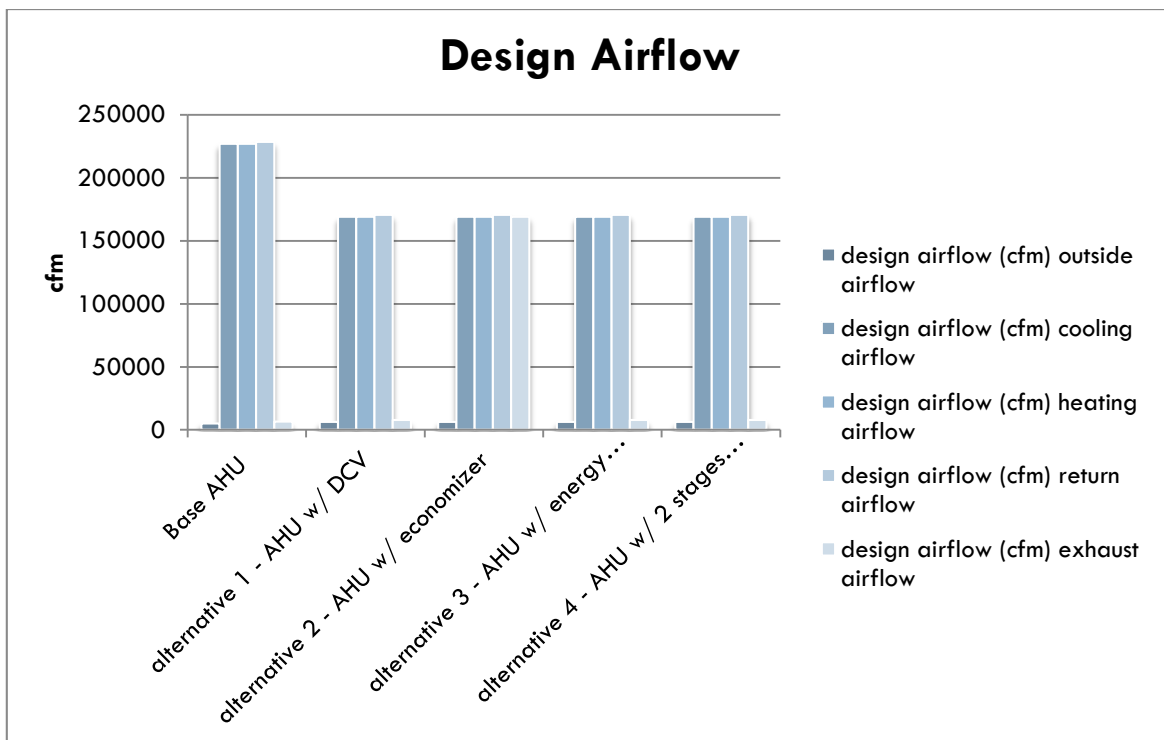 Design Airflow
250000
200000
150000
100000
50000
0
cfm
Base AHU
alternative 1 - AHU w/ DCV
alternative 2 - AHU w/ economizer
alternative 3 - AHU w/ energy...
alternative 4 - AHU w/ 2 stages...
design airflow (cfm) outside
airflow
design airflow (cfm) cooling
airflow
design airflow (cfm) heating
airflow
design airflow (cfm) return
airflow
design airflow (cfm) exhaust
airflow